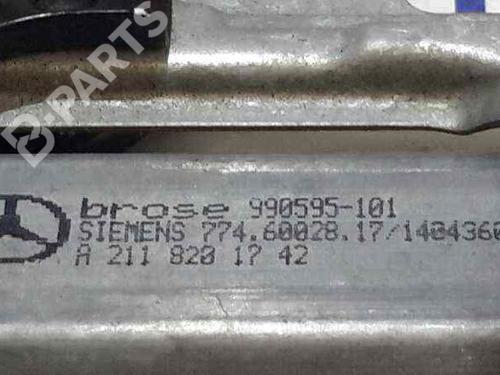 B-PARTS
brose 990595-101
SIEMENS 774.60028.17/1404360
A 211 820 17 42